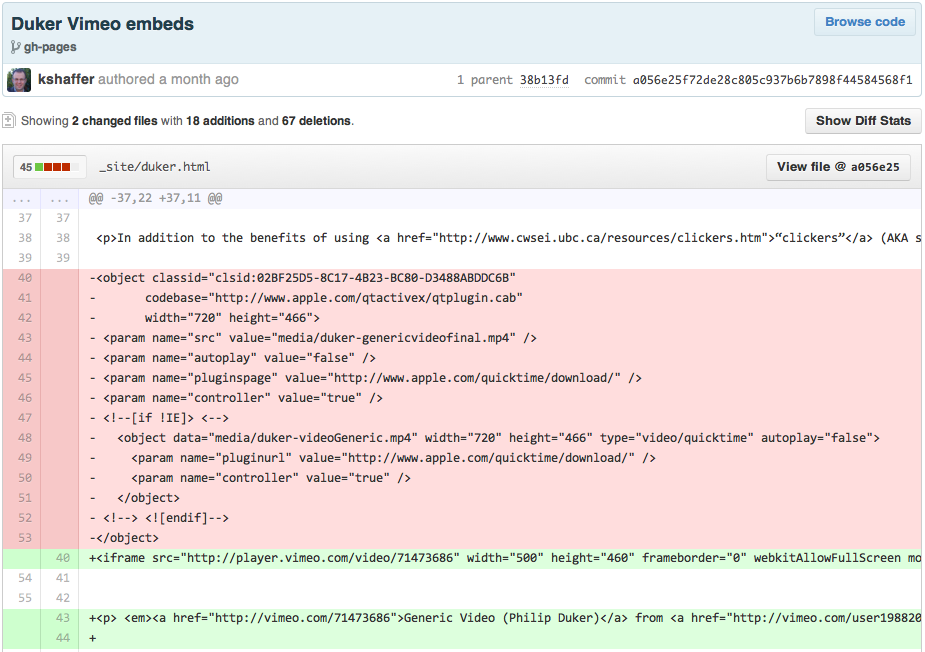 Duker Vimeo embeds
Browse code
gh-pages
kshaffer authored a month ago
1 parent 38b13fd commit a056e25f72de28c805c937b6b7898f44584568f1
Showing 2 changed files with 18 additions and 67 deletions.
Show Diff Stats
45 _site/duker.html
View file @ a056e25
... ... @@ -37,22 +37,11 @@
37 37
38 38 <p>In addition to the benefits of using <a href="http://www.cwsei.ubc.ca/resources/clickers.htm">“clickers”</a> (AKA s
39 39
40 -<object classid="clsid:02BF25D5-8C17-4B23-BC80-D3488ABDDC6B"
41 - codebase="http://www.apple.com/qtactivex/qtplugin.cab"
42 - width="720" height="466">
43 - <param name="src" value="media/duker-genericvideofinal.mp4" />
44 - <param name="autoplay" value="false" />
45 - <param name="pluginspage" value="http://www.apple.com/quicktime/download/" />
46 - <param name="controller" value="true" />
47 - <!--[if !IE]> <-->
48 - <object data="media/duker-videoGeneric.mp4" width="720" height="466" type="video/quicktime" autoplay="false">
49 - <param name="pluginurl" value="http://www.apple.com/quicktime/download/" />
50 - <param name="controller" value="true" />
51 - </object>
52 - <!--> <![endif]-->
53 -</object>
40 +<iframe src="http://player.vimeo.com/video/71473686" width="500" height="460" frameborder="0" webkitAllowFullScreen mo
54 41
55 42
43 +<p> <em><a href="http://vimeo.com/71473686">Generic Video (Philip Duker)</a> from <a href="http://vimeo.com/user198820
44 +